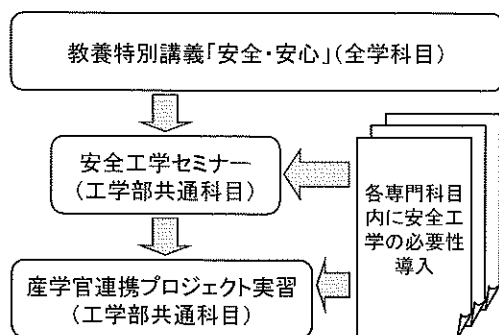 教養特別講義「安全・安心」(全学科目)
安全工学セミナー
(工学部共通科目)
各専門科目
内に安全工
学の必要性
導入
産学官連携プロジェクト実習
(工学部共通科目)